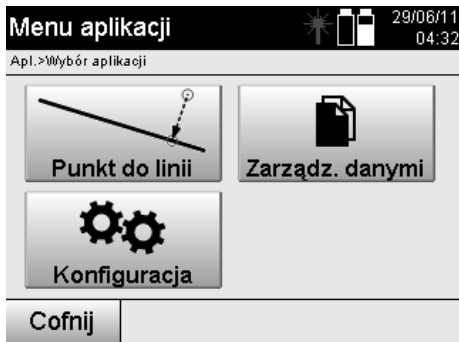 Menu aplikacji
29/06/11
04:32
Apl.>Wybór aplikacji
Punkt do linii
Zarządz. danymi
Konfiguracja
Cofnij